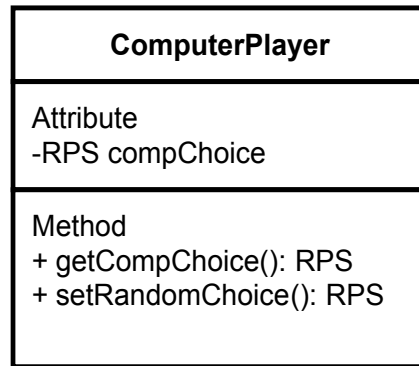 ComputerPlayer
Attribute
-RPS compChoice
Method
+ getCompChoice(): RPS
+ setRandomChoice(): RPS